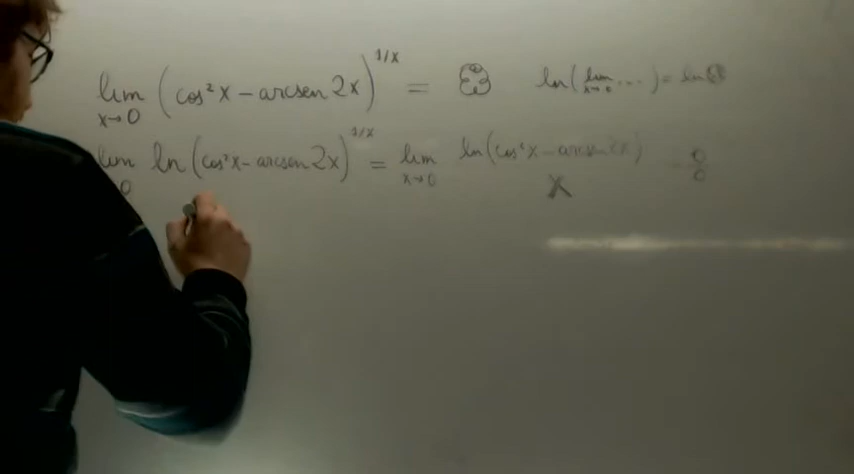 lim x→0 (cos²x − arcsen 2x)^1/x = ln(lim x→0 ...) = ln
lim ln(cos²x − arcsen 2x)^1/x = lim x→0 ln(cos²x − arcsen 2x) / x 0/0